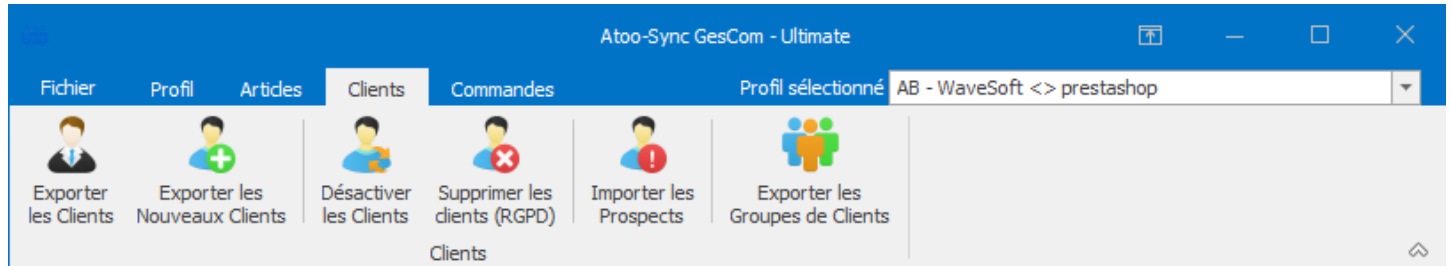 Atoo-Sync GesCom - Ultimate
Fichier Profil Articles Clients Commandes Profil sélectionné AB - WaveSoft <> prestashop
Exporter
les Clients
Exporter les
Nouveaux Clients
Désactiver
les Clients
Supprimer les
clients (RGPD)
Importer les
Prospects
Exporter les
Groupes de Clients
Clients